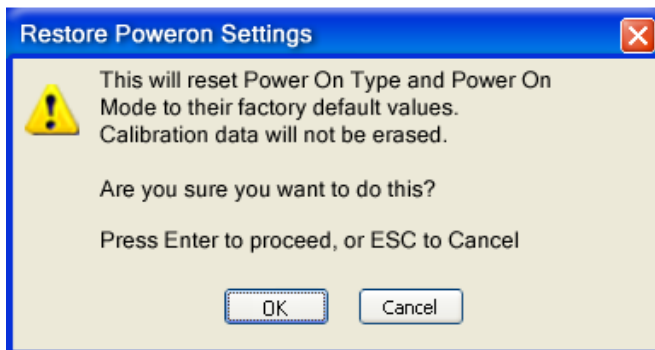 Restore Poweron Settings
This will reset Power On Type and Power On
Mode to their factory default values.
Calibration data will not be erased.
Are you sure you want to do this?
Press Enter to proceed, or ESC to Cancel
OK
Cancel